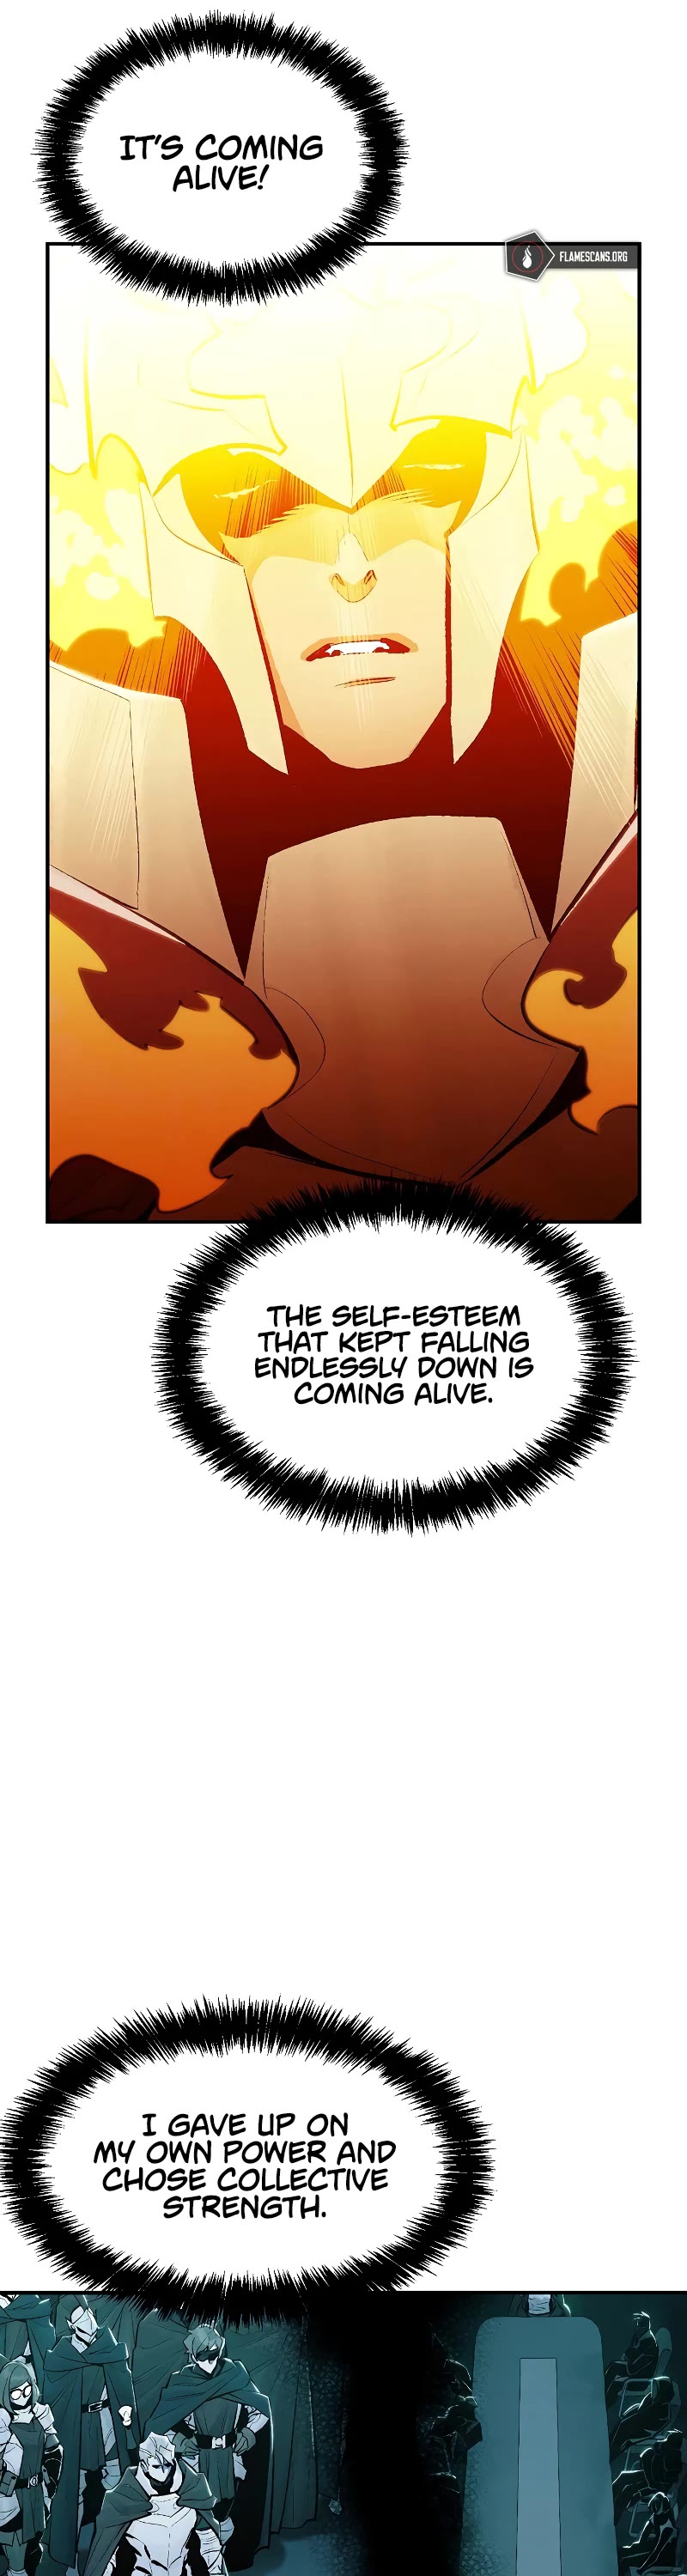 IT'S COMING
ALIVE!
FLAMESCANS.ORG
THE SELF-ESTEEM
THAT KEPT FALLING
ENDLESSLY DOWN IS
COMING ALIVE.
I GAVE UP ON
MY OWN POWER AND
CHOSE COLLECTIVE
STRENGTH.